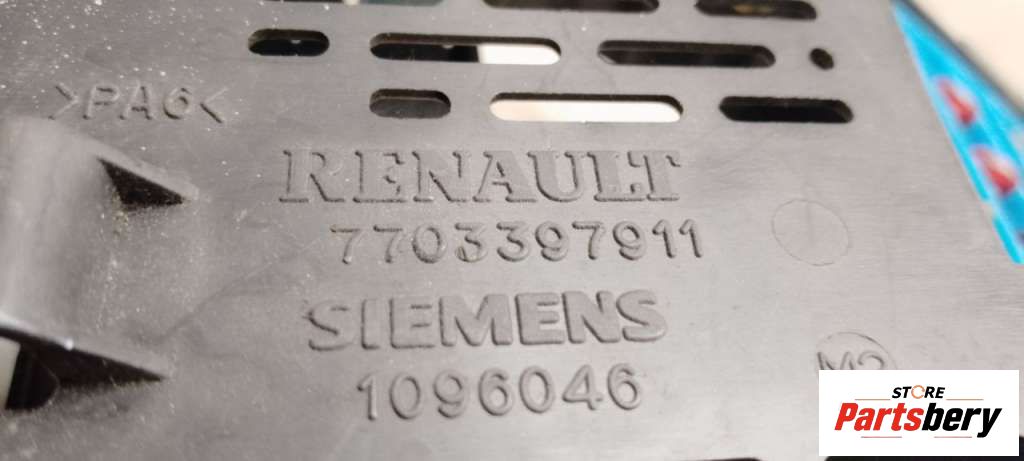 >PA6<
RENAULT
7703397911
SIEMENS
1096046
M2
STORE
Partsbery